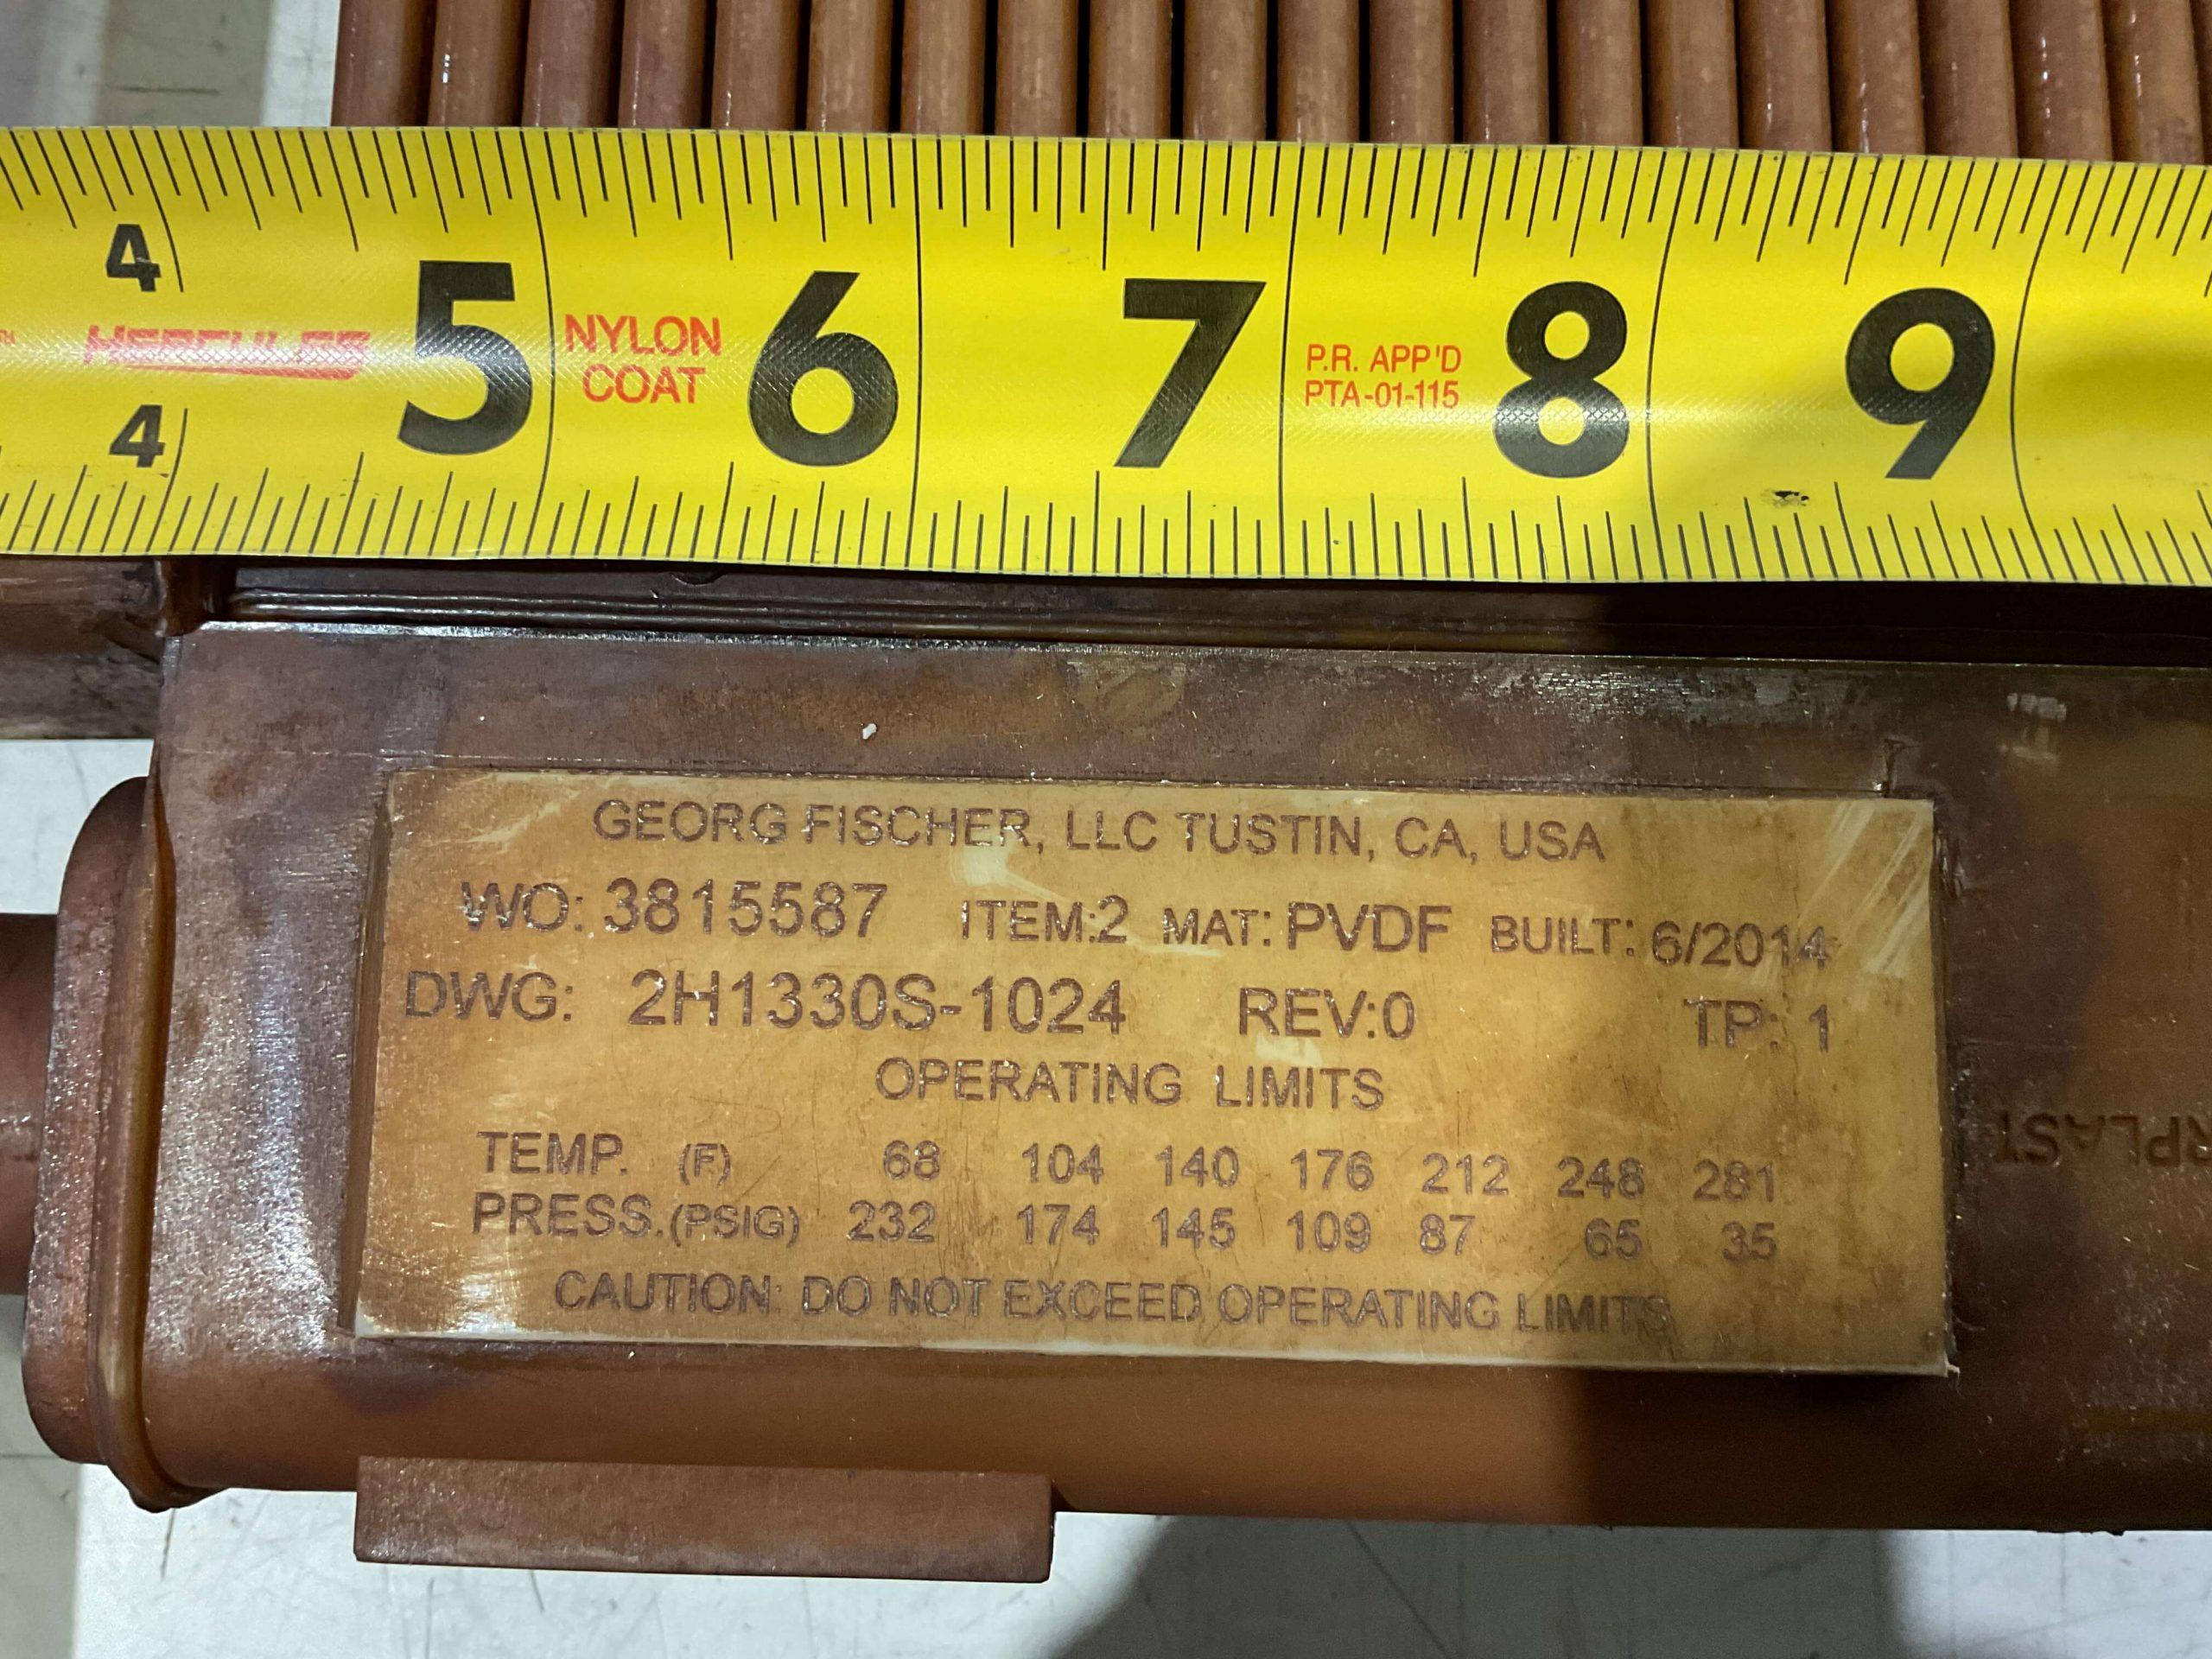 4
HERCULES 5 NYLON COAT 6 7 P.R. APP'D PTA-01-115 8 9
4
GEORG FISCHER, LLC TUSTIN, CA, USA
WO: 3815587 ITEM:2 MAT: PVDF BUILT: 6/2014
DWG: 2H1330S-1024 REV:0 TP: 1
OPERATING LIMITS
TEMP. (F) 68 104 140 176 212 248 281
PRESS.(PSIG) 232 174 145 109 87 65 35
CAUTION: DO NOT EXCEED OPERATING LIMITS